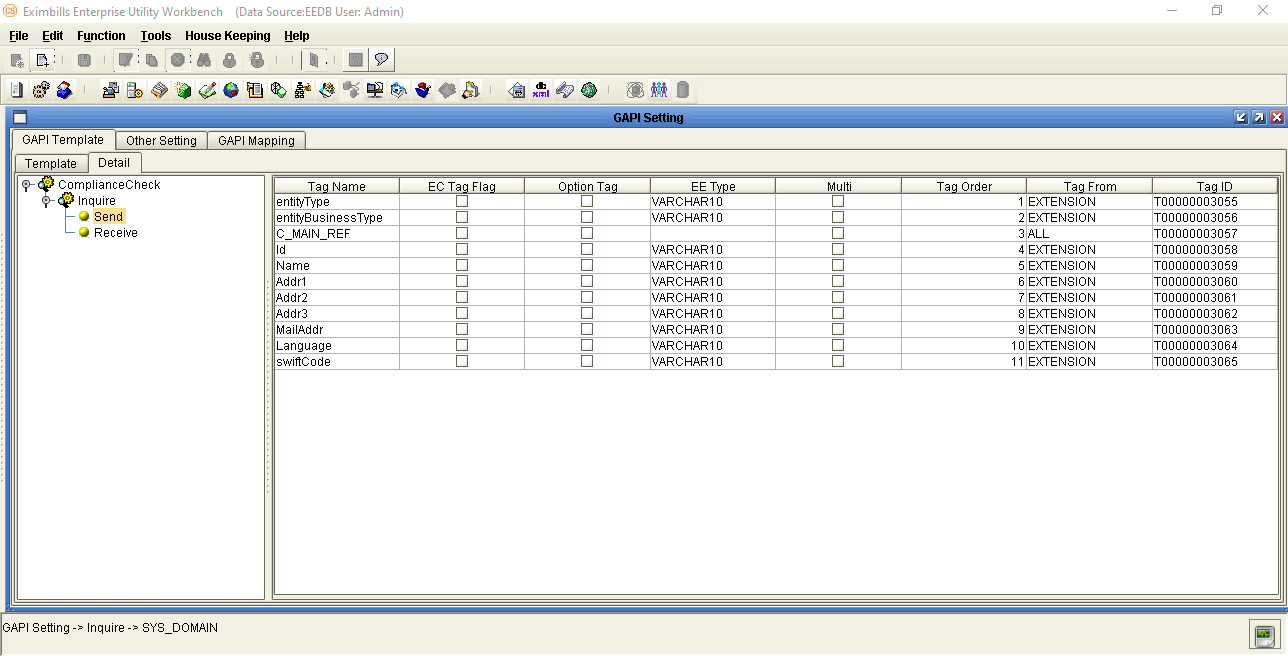 Eximbills Enterprise Utility Workbench (Data Source:EEDB User: Admin)
File Edit Function Tools House Keeping Help
GAPI Setting
GAPI Template Other Setting GAPI Mapping
Template Detail
ComplianceCheck
Inquire
Send
Receive
Tag Name EC Tag Flag Option Tag EE Type Multi Tag Order Tag From Tag ID
entityType VARCHAR10 1 EXTENSION T00000003055
entityBusinessType VARCHAR10 2 EXTENSION T00000003056
C_MAIN_REF 3 ALL T00000003057
Id VARCHAR10 4 EXTENSION T00000003058
Name VARCHAR10 5 EXTENSION T00000003059
Addr1 VARCHAR10 6 EXTENSION T00000003060
Addr2 VARCHAR10 7 EXTENSION T00000003061
Addr3 VARCHAR10 8 EXTENSION T00000003062
MailAddr VARCHAR10 9 EXTENSION T00000003063
Language VARCHAR10 10 EXTENSION T00000003064
swiftCode VARCHAR10 11 EXTENSION T00000003065
GAPI Setting -> Inquire -> SYS_DOMAIN